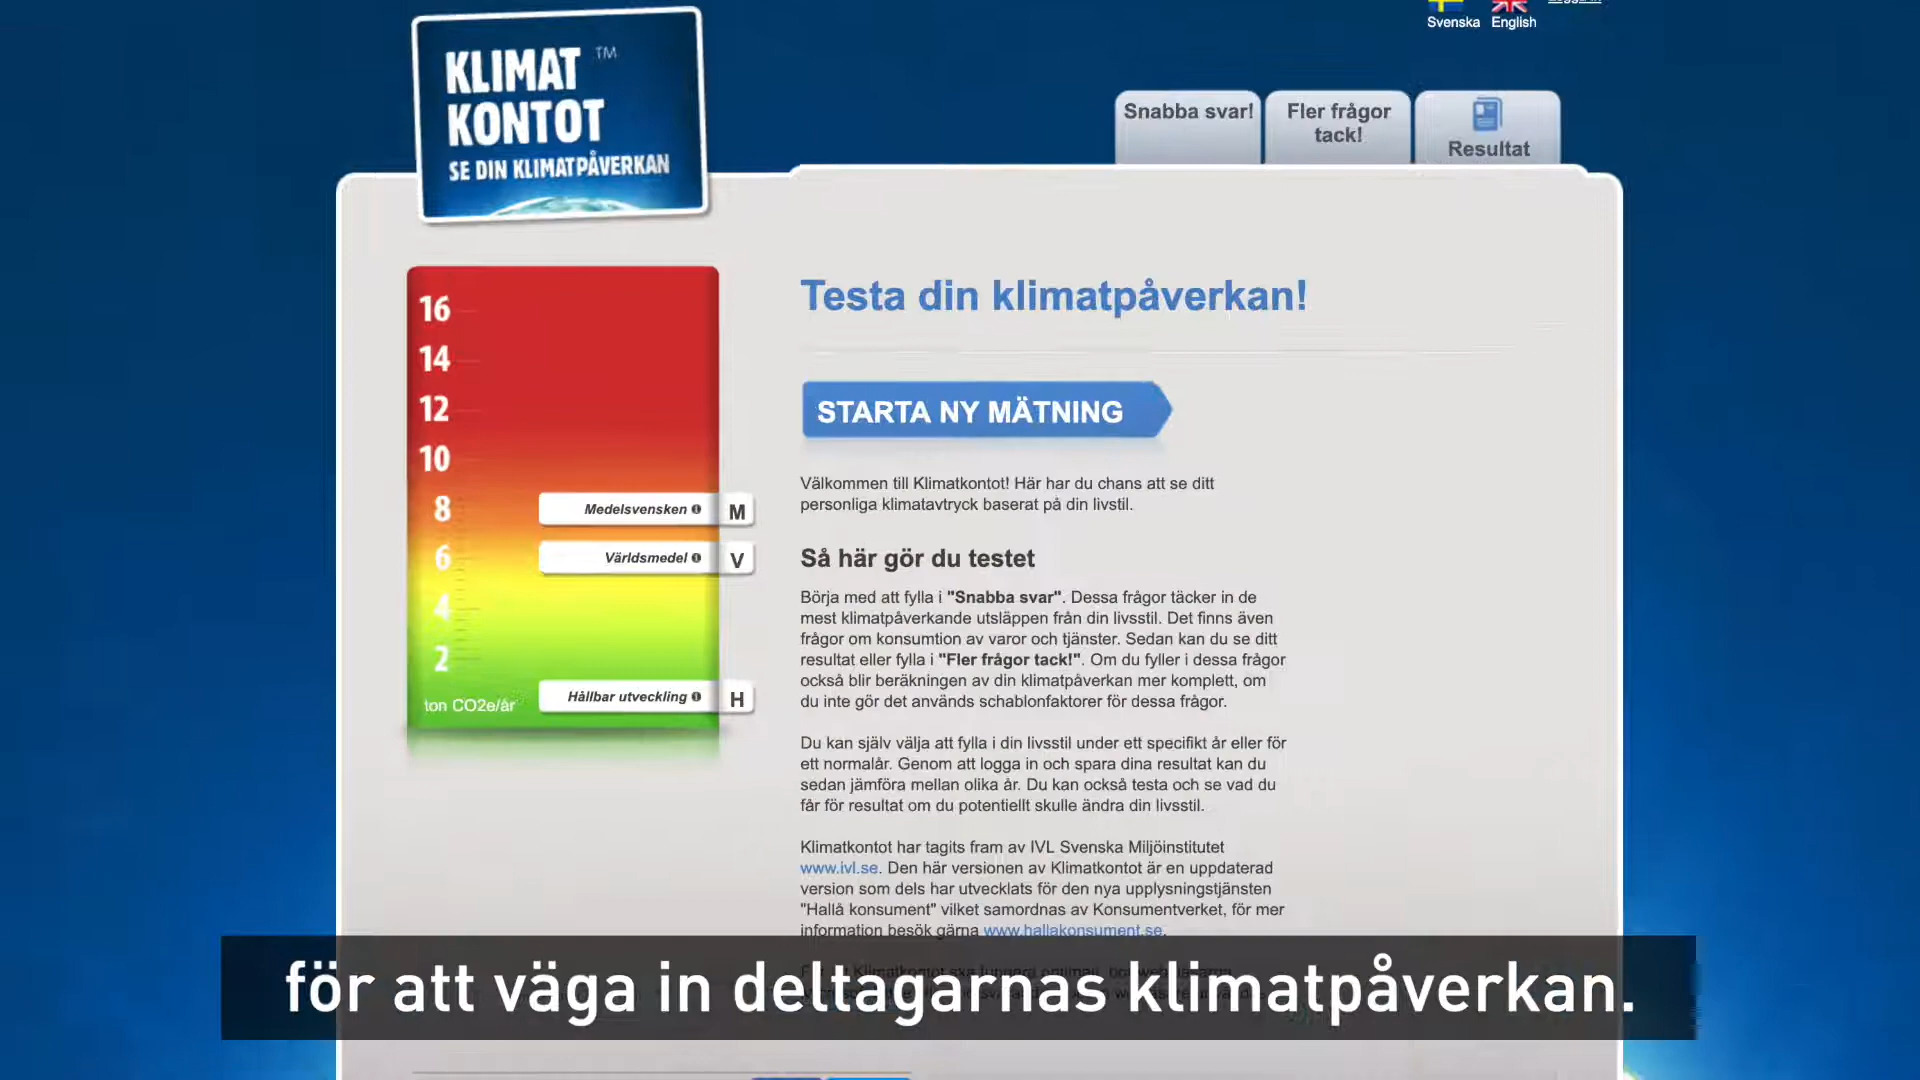 Svenska English
KLIMAT ™
KONTOT
SE DIN KLIMATPÅVERKAN
Snabba svar!
Fler frågor
tack!
Resultat
16
14
12
10
8
6
4
2
ton CO2e/år
Medelsvensken M
Världsmedel V
Hållbar utveckling H
Testa din klimatpåverkan!
STARTA NY MÄTNING
Välkommen till Klimatkontot! Här har du chans att se ditt
personliga klimatavtryck baserat på din livstil.
Så här gör du testet
Börja med att fylla i "Snabba svar". Dessa frågor täcker in de
mest klimatpåverkande utsläppen från din livsstil. Det finns även
frågor om konsumtion av varor och tjänster. Sedan kan du se ditt
resultat eller fylla i "Fler frågor tack!". Om du fyller i dessa frågor
också blir beräkningen av din klimatpåverkan mer komplett, om
du inte gör det används schablonfaktorer för dessa frågor.
Du kan själv välja att fylla i din livsstil under ett specifikt år eller för
ett normalår. Genom att logga in och spara dina resultat kan du
sedan jämföra mellan olika år. Du kan också testa och se vad du
får för resultat om du potentiellt skulle ändra din livsstil.
Klimatkontot har tagits fram av IVL Svenska Miljöinstitutet
www.ivl.se. Den här versionen av Klimatkontot är en uppdaterad
version som dels har utvecklats för den nya upplysningstjänsten
"Hallå konsument" vilket samordnas av Konsumentverket, för mer
information besök gärna www.hallakonsument.se.
för att väga in deltagarnas klimatpåverkan.